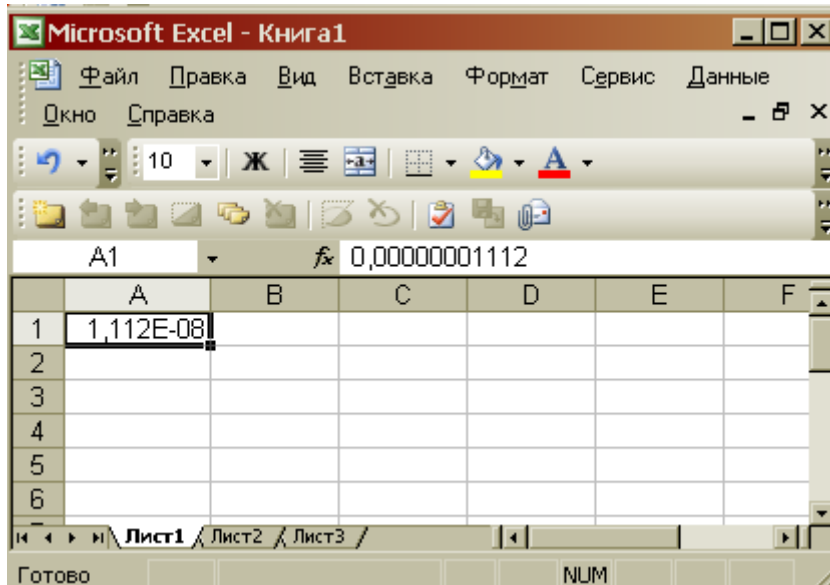 Microsoft Excel - Книга1
Файл Правка Вид Вставка Формат Сервис Данные
Окно Справка
10 Ж А
A1 fx 0,00000001112
A B C D E F
1 1,112E-08
2
3
4
5
6
Лист1 Лист2 Лист3
Готово NUM